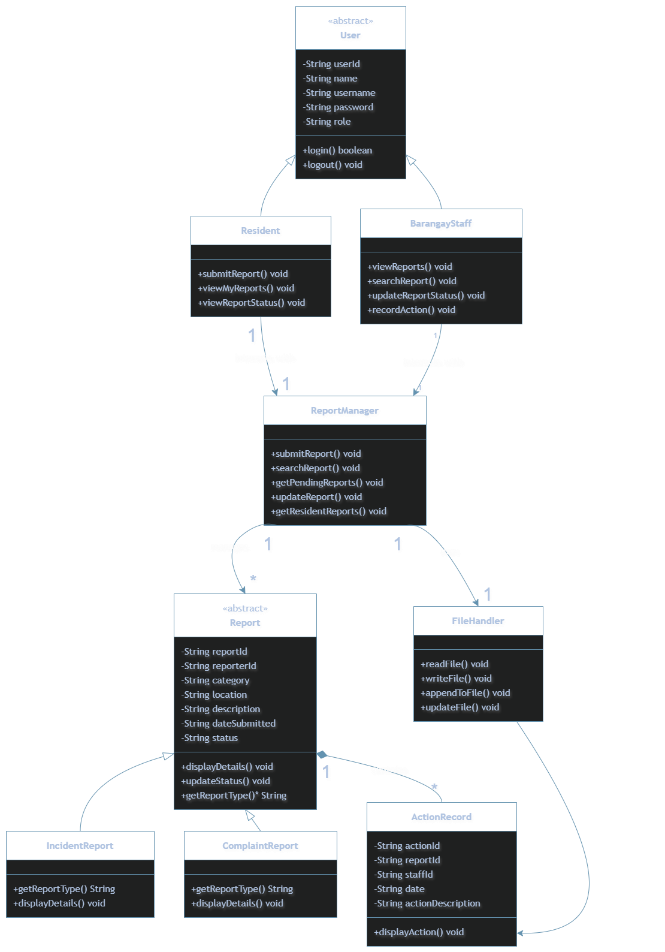 «abstract»
User
-String userId
-String name
-String username
-String password
-String role
+login() boolean
+logout() void
Resident
+submitReport() void
+viewMyReports() void
+viewReportStatus() void
BarangayStaff
+viewReports() void
+searchReport() void
+updateReportStatus() void
+recordAction() void
1
1
1
1
ReportManager
+submitReport() void
+searchReport() void
+getPendingReports() void
+updateReport() void
+getResidentReports() void
1
1
*
1
«abstract»
Report
-String reportId
-String reporterId
-String category
-String location
-String description
-String dateSubmitted
-String status
+displayDetails() void
+updateStatus() void
+getReportType()* String
FileHandler
+readFile() void
+writeFile() void
+appendToFile() void
+updateFile() void
1
*
IncidentReport
+getReportType() String
+displayDetails() void
ComplaintReport
+getReportType() String
+displayDetails() void
ActionRecord
-String actionId
-String reportId
-String staffId
-String date
-String actionDescription
+displayAction() void